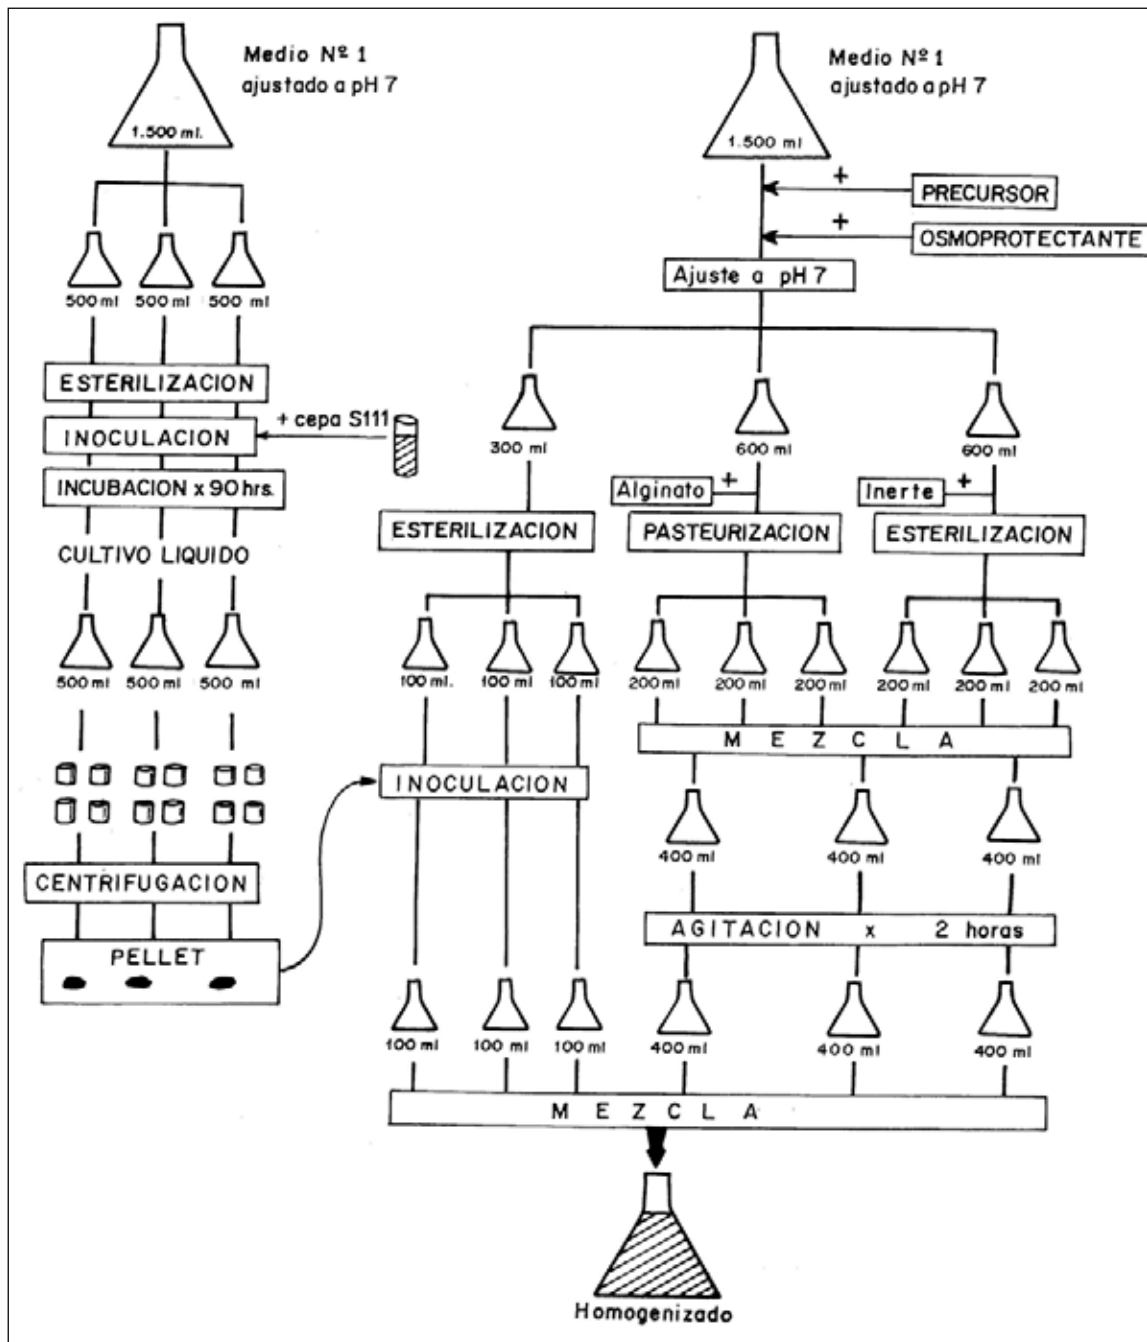 Medio Nº 1
ajustado a pH 7
1.500 ml.
500 ml 500 ml 500 ml
ESTERILIZACION
INOCULACION
+ cepa S111
INCUBACION x 90 hrs.
CULTIVO LIQUIDO
500 ml 500 ml 500 ml
CENTRIFUGACION
PELLET
Medio Nº 1
ajustado a pH 7
1.500 ml
+
PRECURSOR
+
OSMOPROTECTANTE
Ajuste a pH 7
300 ml 600 ml 600 ml
Alginato + Inerte +
ESTERILIZACION PASTEURIZACION ESTERILIZACION
100 ml. 100 ml 100 ml 200 ml 200 ml 200 ml 200 ml 200 ml 200 ml
MEZCLA
INOCULACION
400 ml 400 ml 400 ml
AGITACION x 2 horas
100 ml 100 ml 100 ml 400 ml 400 ml 400 ml
MEZCLA
Homogenizado